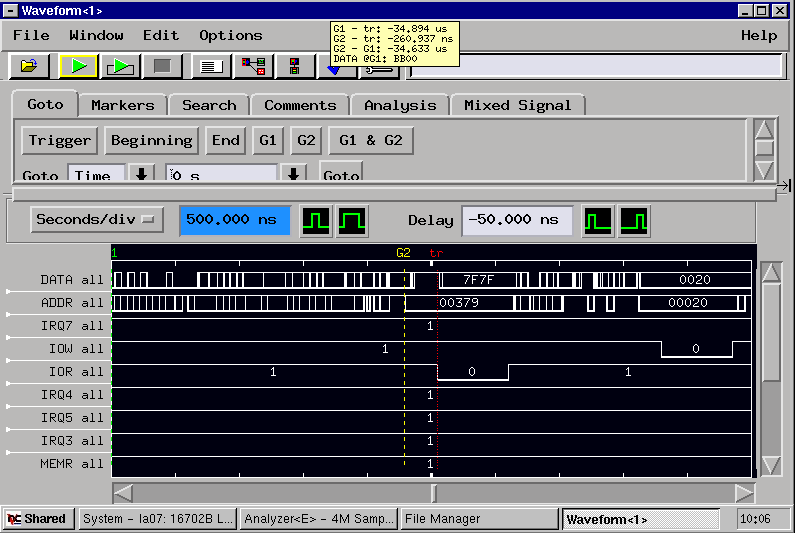 Waveform<1>
File Window Edit Options Help
G1 - tr: -34.894 us
G2 - tr: -260.937 ns
G2 - G1: -34.633 us
DATA @G1: BB00
Goto Markers Search Comments Analysis Mixed Signal
Trigger Beginning End G1 G2 G1 & G2
Goto Time 0 s Goto
Seconds/div 500.000 ns Delay -50.000 ns
1 G2 tr
DATA all 7F7F 0020
ADDR all 00379 00020
IRQ7 all 1
IOW all 1 0
IOR all 1 0 1
IRQ4 all 1
IRQ5 all 1
IRQ3 all 1
MEMR all 1
Shared System - la07: 16702B L... Analyzer<E> - 4M Samp... File Manager Waveform<1> 10:06